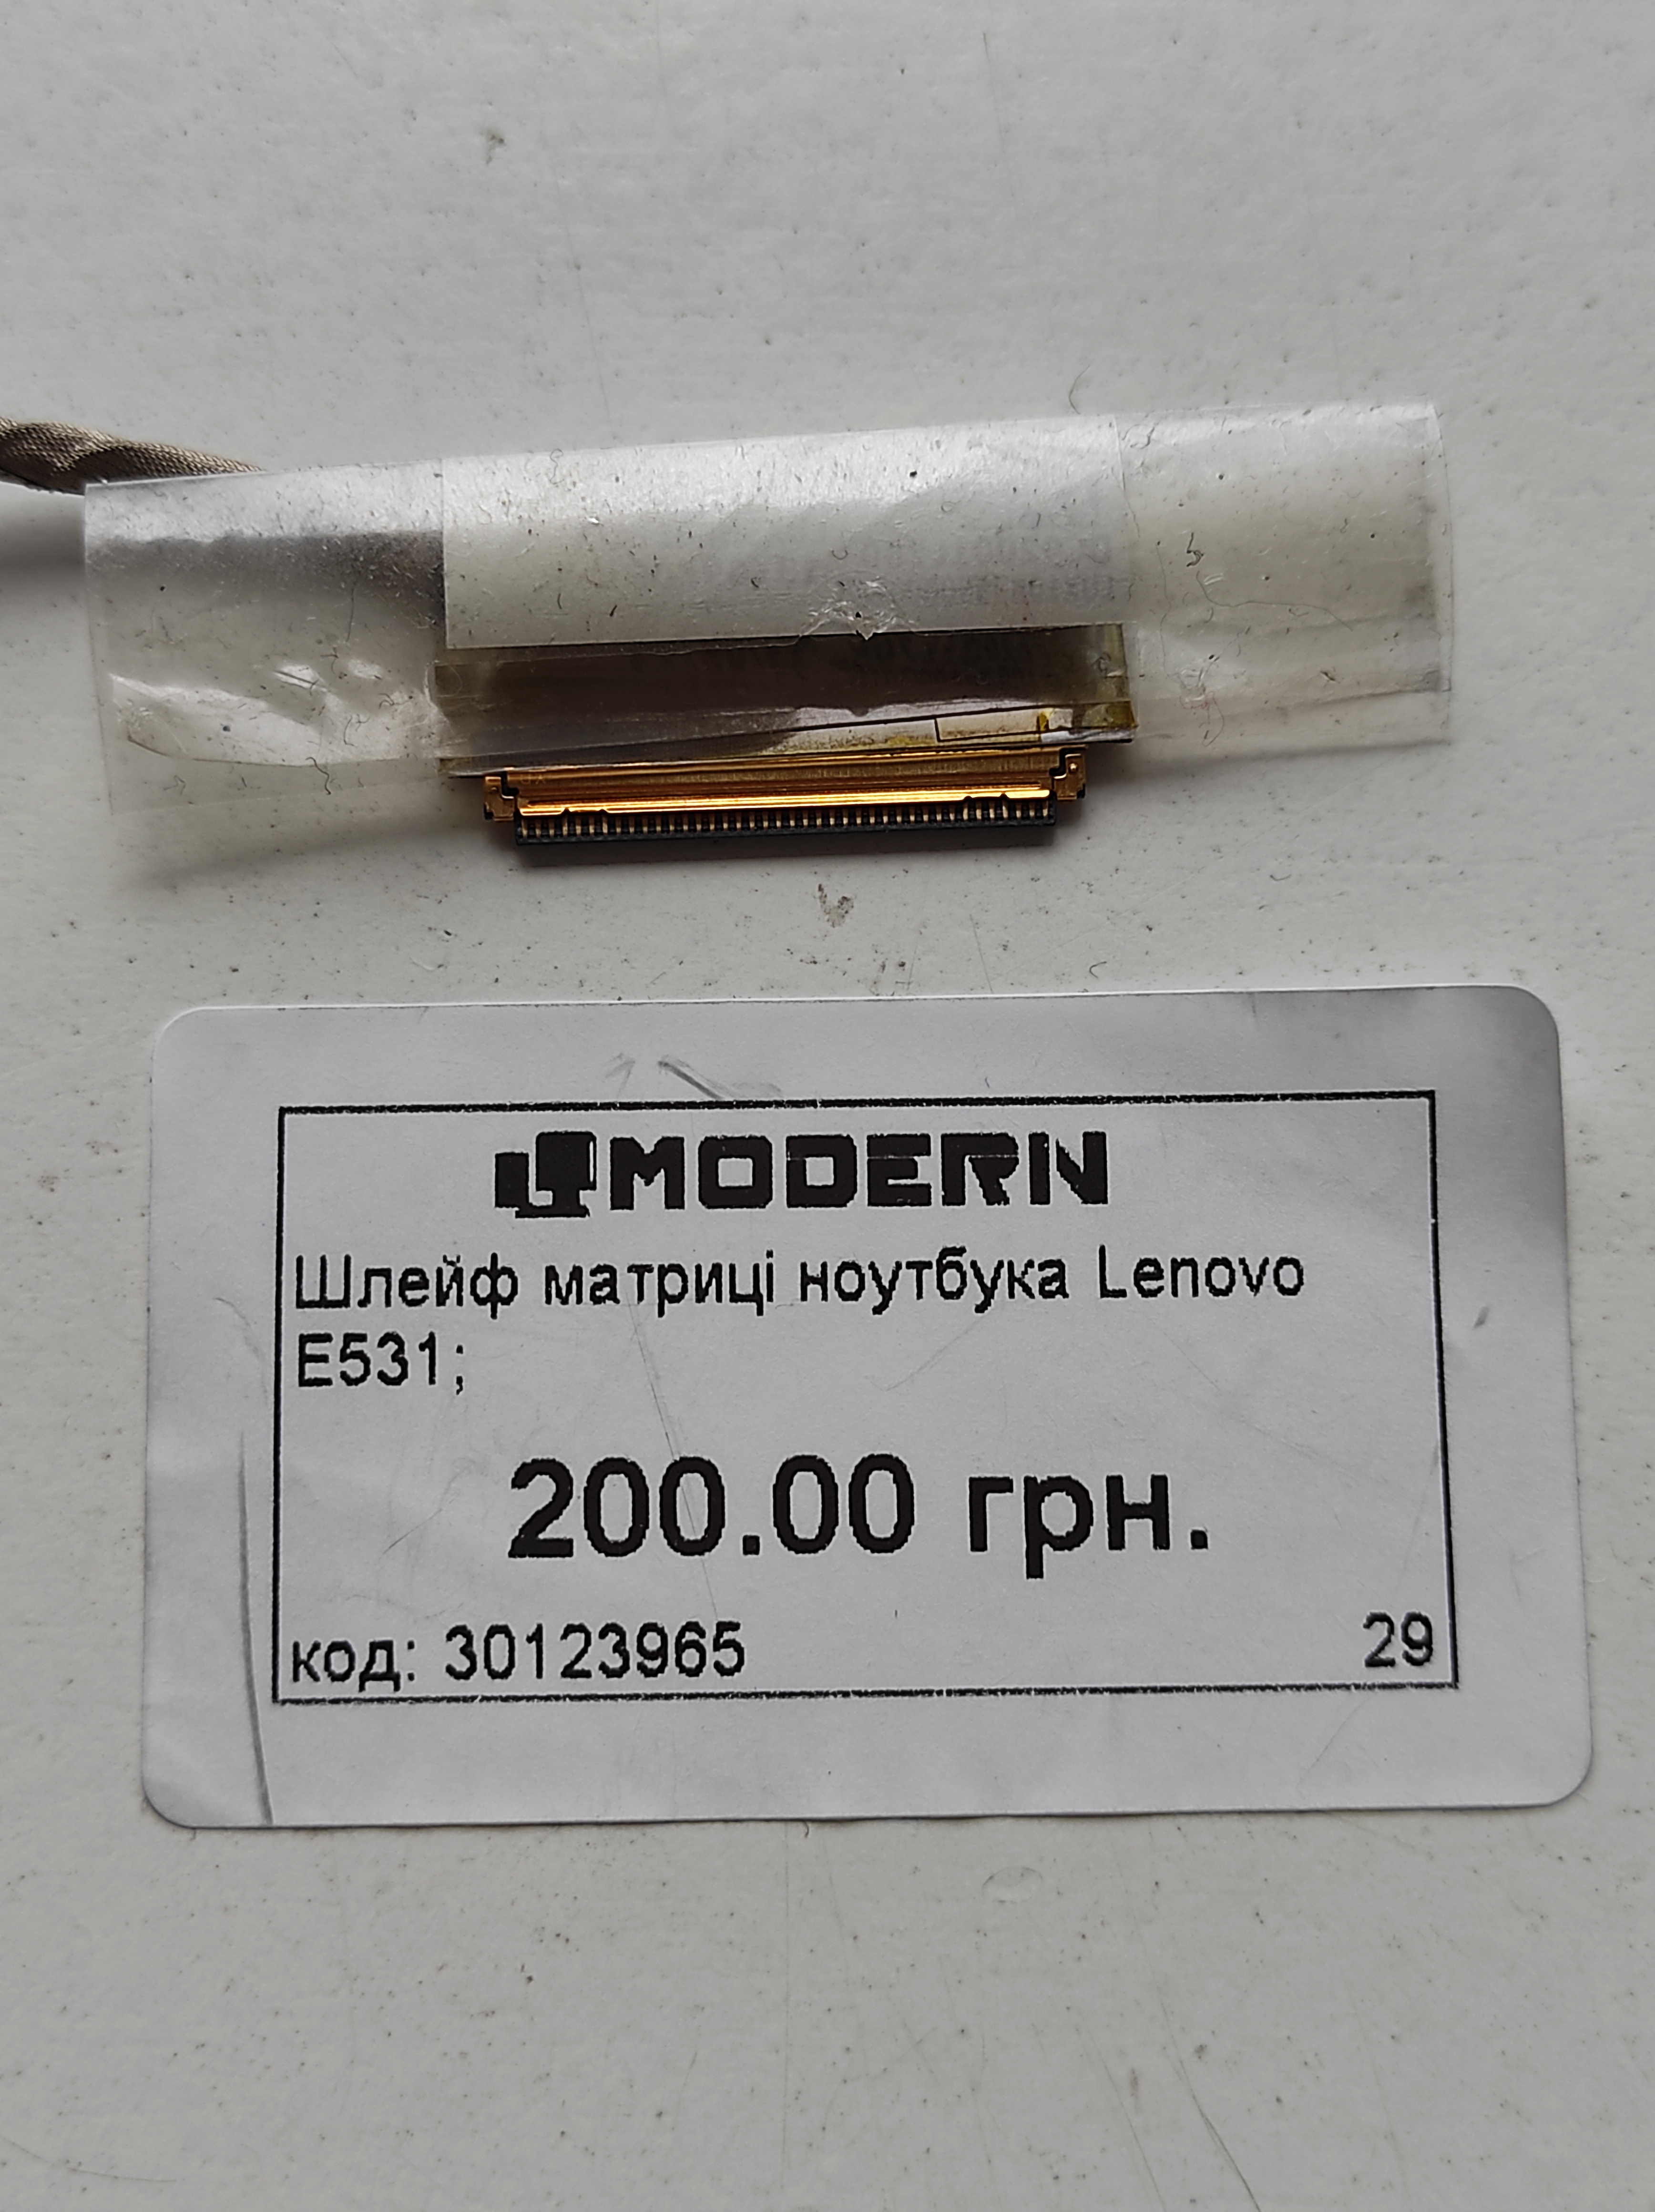 MODERN
Шлейф матриці ноутбука Lenovo
E531;
200.00 грн.
код: 30123965 29